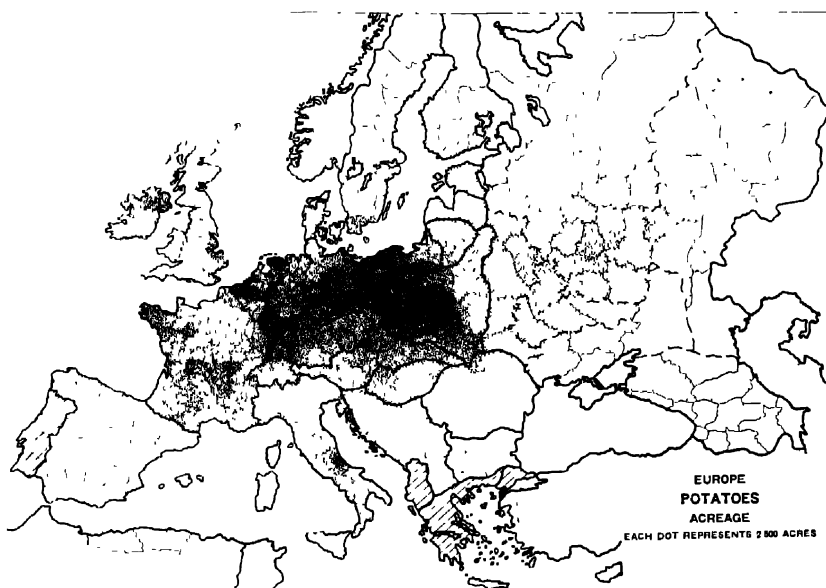 EUROPE
POTATOES
ACREAGE
EACH DOT REPRESENTS 2 500 ACRES